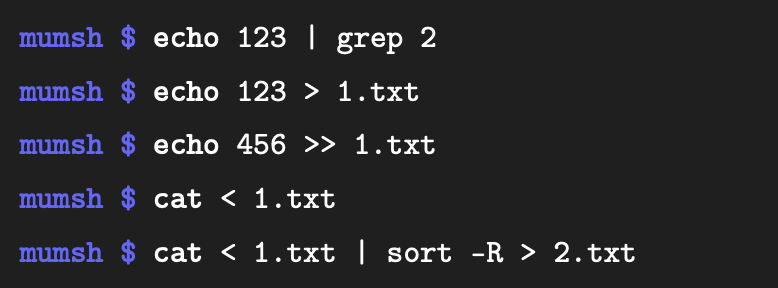 mumsh $ echo 123 | grep 2
mumsh $ echo 123 > 1.txt
mumsh $ echo 456 >> 1.txt
mumsh $ cat < 1.txt
mumsh $ cat < 1.txt | sort -R > 2.txt